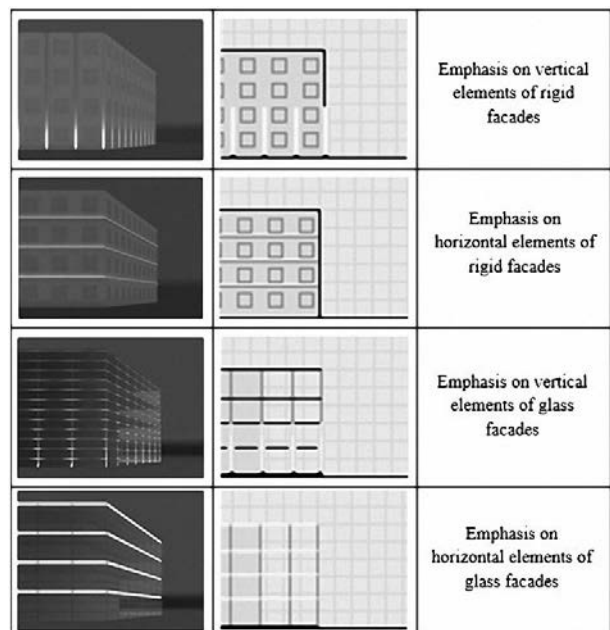 Emphasis on vertical
elements of rigid
facades
Emphasis on
horizontal elements of
rigid facades
Emphasis on vertical
elements of glass
facades
Emphasis on
horizontal elements of
glass facades